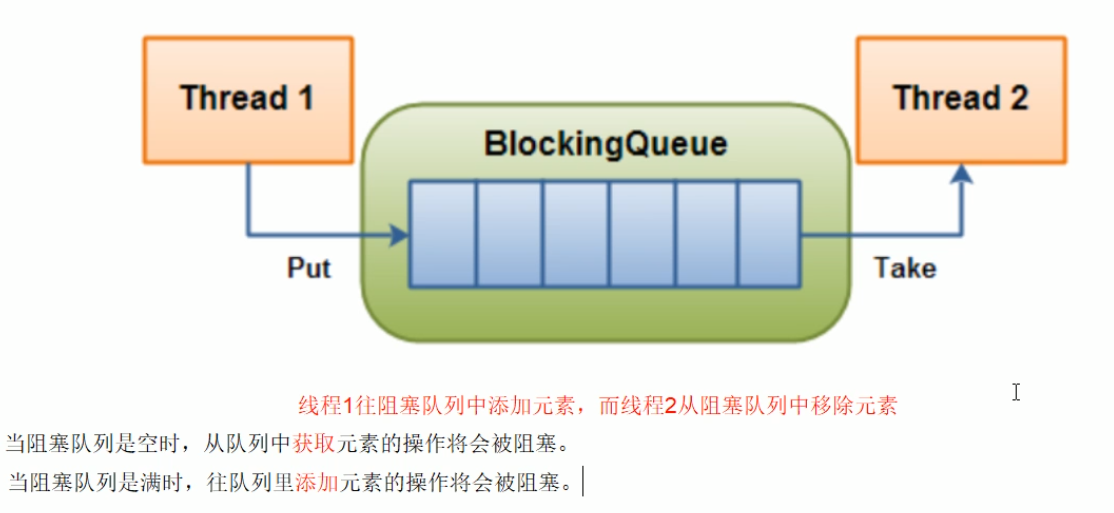 Thread 1
Thread 2
BlockingQueue
Put
Take
线程1往阻塞队列中添加元素，而线程2从阻塞队列中移除元素
当阻塞队列是空时，从队列中获取元素的操作将会被阻塞。
当阻塞队列是满时，往队列里添加元素的操作将会被阻塞。